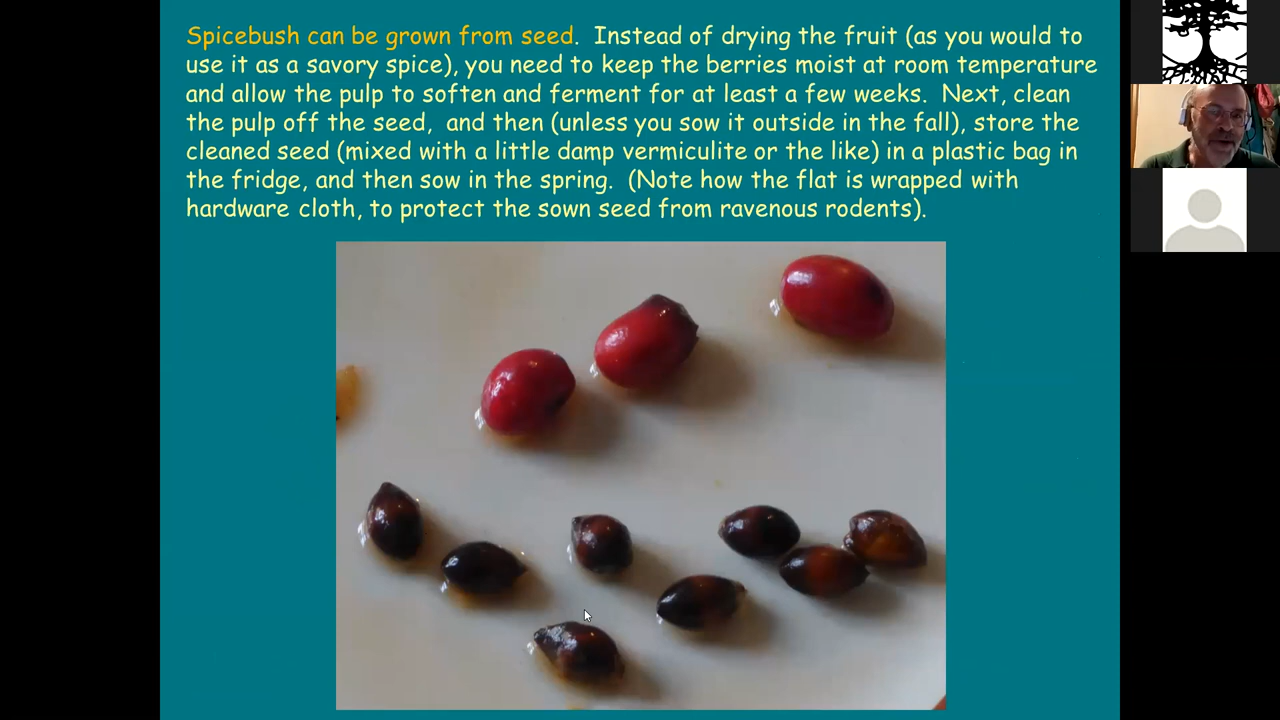 Spicebush can be grown from seed. Instead of drying the fruit (as you would to
use it as a savory spice), you need to keep the berries moist at room temperature
and allow the pulp to soften and ferment for at least a few weeks. Next, clean
the pulp off the seed, and then (unless you sow it outside in the fall), store the
cleaned seed (mixed with a little damp vermiculite or the like) in a plastic bag in
the fridge, and then sow in the spring. (Note how the flat is wrapped with
hardware cloth, to protect the sown seed from ravenous rodents).